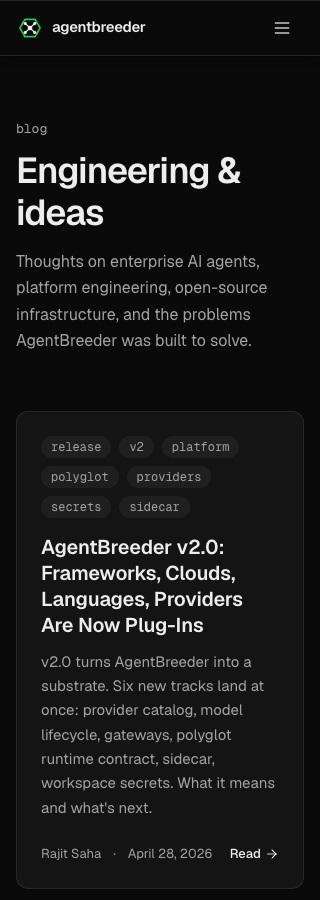 agentbreeder
blog
Engineering &
ideas
Thoughts on enterprise AI agents,
platform engineering, open-source
infrastructure, and the problems
AgentBreeder was built to solve.
release v2 platform
polyglot providers
secrets sidecar
AgentBreeder v2.0:
Frameworks, Clouds,
Languages, Providers
Are Now Plug-Ins
v2.0 turns AgentBreeder into a
substrate. Six new tracks land at
once: provider catalog, model
lifecycle, gateways, polyglot
runtime contract, sidecar,
workspace secrets. What it means
and what's next.
Rajit Saha · April 28, 2026 Read →